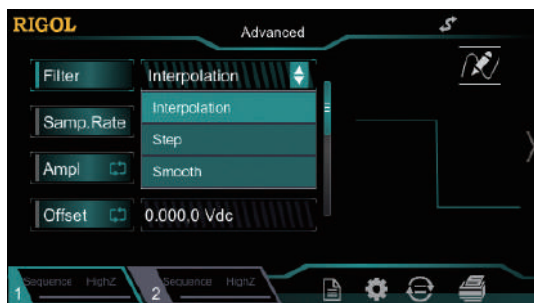 RIGOL
Advanced
Filter Interpolation
Interpolation
Samp.Rate
Step
Ampl
Smooth
Offset 0.000,0 Vdc
1 Sequence HighZ 2 Sequence HighZ